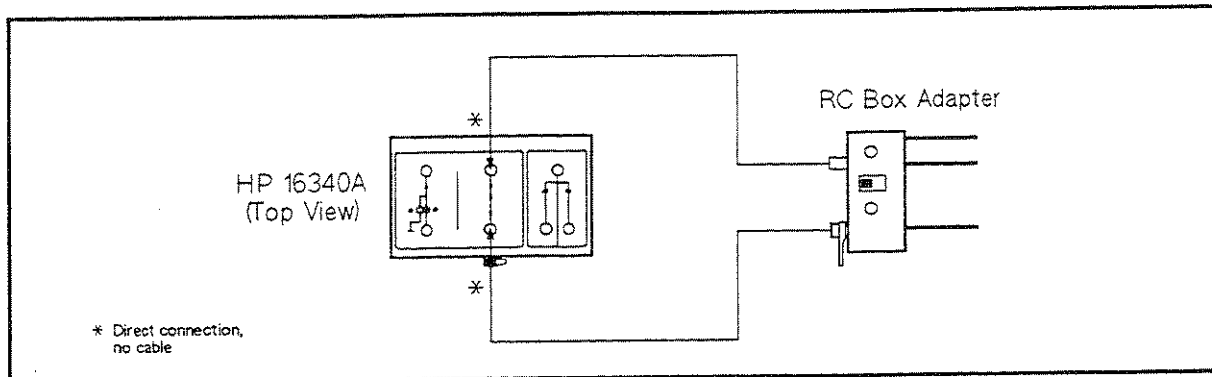 RC Box Adapter
*
HP 16340A
(Top View)
*
* Direct connection,
no cable